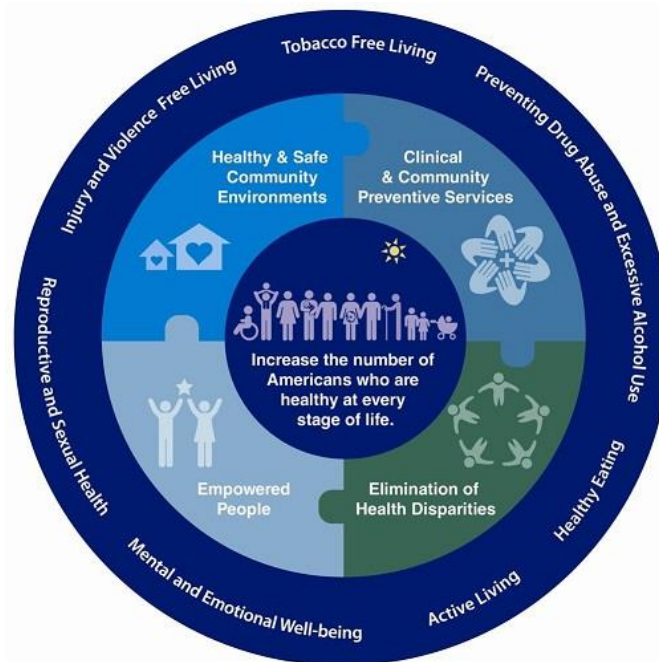 Tobacco Free Living
Preventing Drug Abuse and Excessive Alcohol Use
Healthy Eating
Active Living
Mental and Emotional Well-being
Reproductive and Sexual Health
Injury and Violence Free Living
Healthy & Safe
Community
Environments
Clinical
& Community
Preventive Services
Increase the number of
Americans who are
healthy at every
stage of life.
Empowered
People
Elimination of
Health Disparities